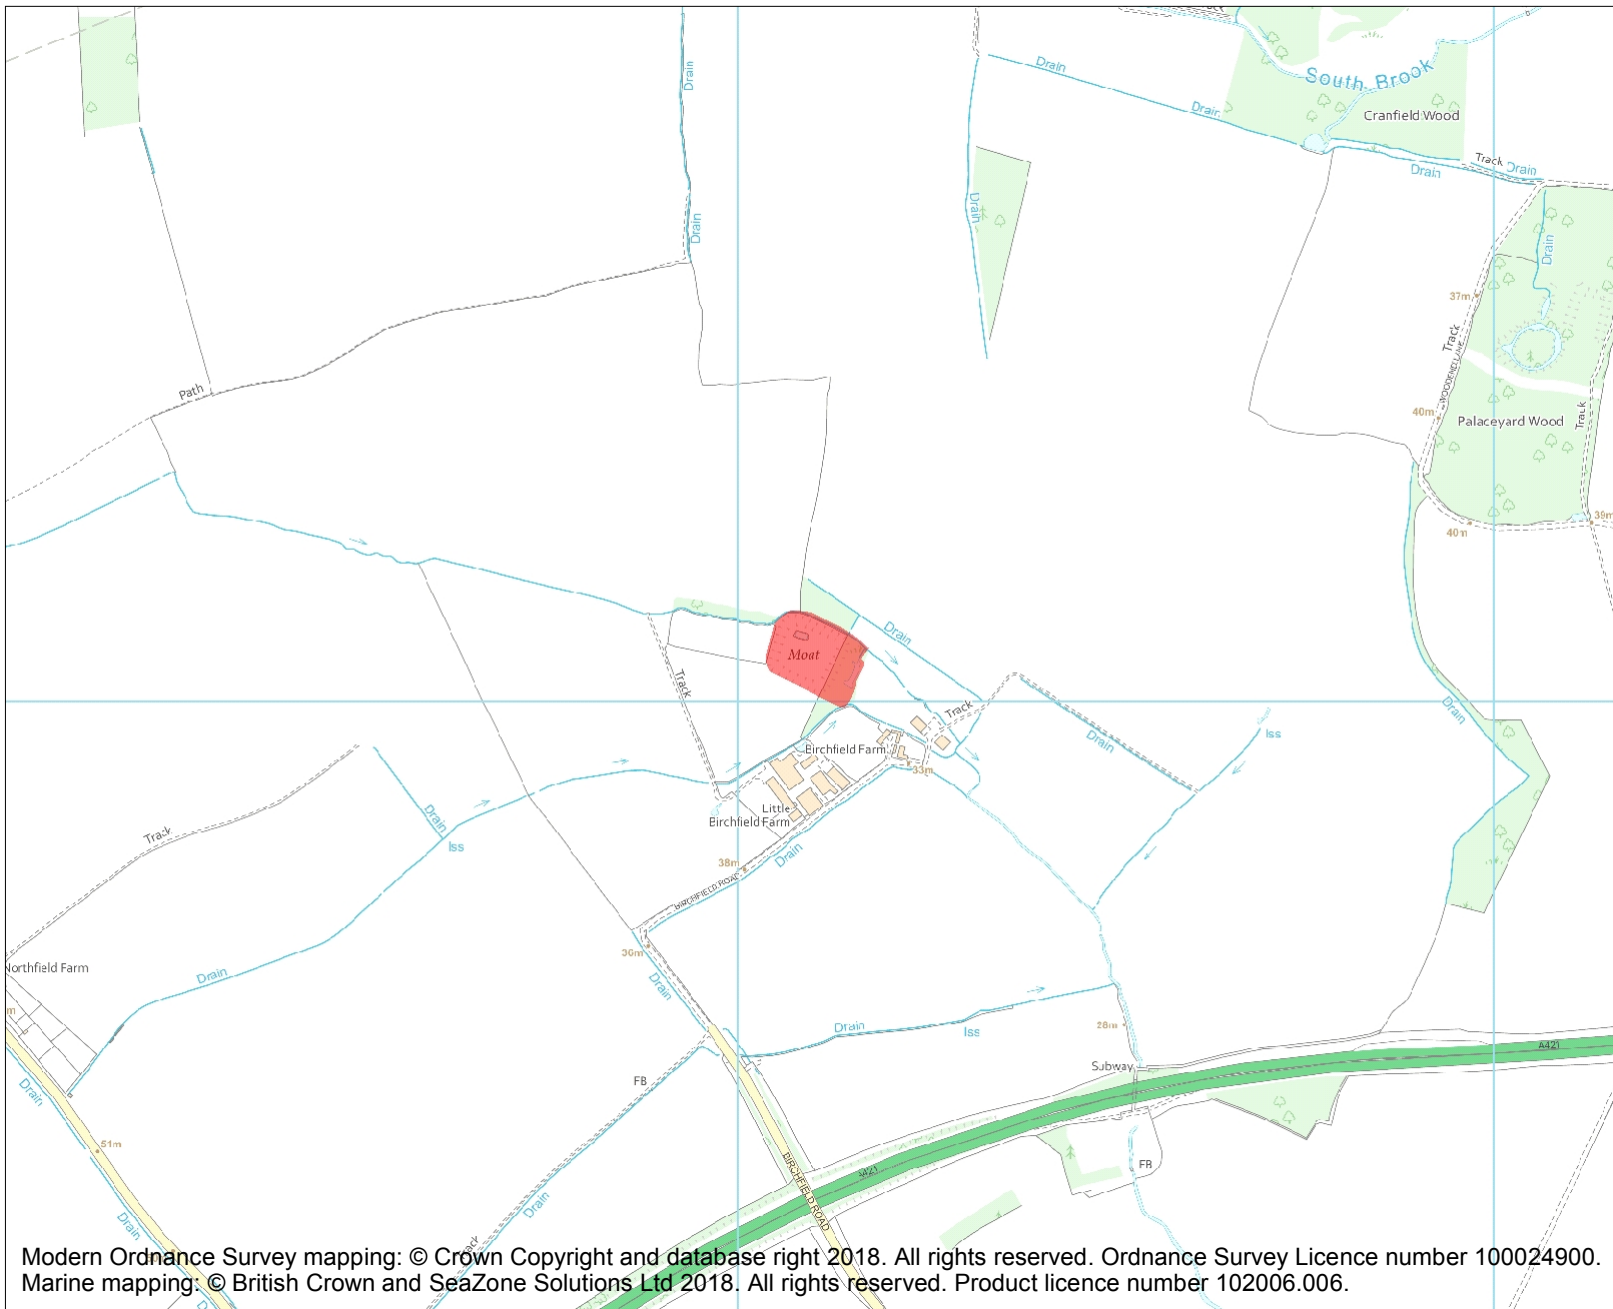 Drain
South Brook
Drain
Drain
Cranfield Wood
Track
Drain
Drain
Drain
Drain
Drain
37m
Track
Path
40m
Track
Palaceyard Wood
39m
40m
Drain
Moat
Track
Drain
Track
Iss
Drain
Birchfield Farm
33m
Drain
Little
Birchfield Farm
Track
Iss
38m
Drain
BIRCHFIELD ROAD
36m
Northfield Farm
Drain
Drain
m
Drain
Iss
28m
A421
Subway
FB
Drain
51m
A421
FB
BIRCHFIELD ROAD
Drain
Drain
Track
Modern Ordnance Survey mapping: © Crown Copyright and database right 2018. All rights reserved. Ordnance Survey Licence number 100024900.
Marine mapping: © British Crown and SeaZone Solutions Ltd 2018. All rights reserved. Product licence number 102006.006.